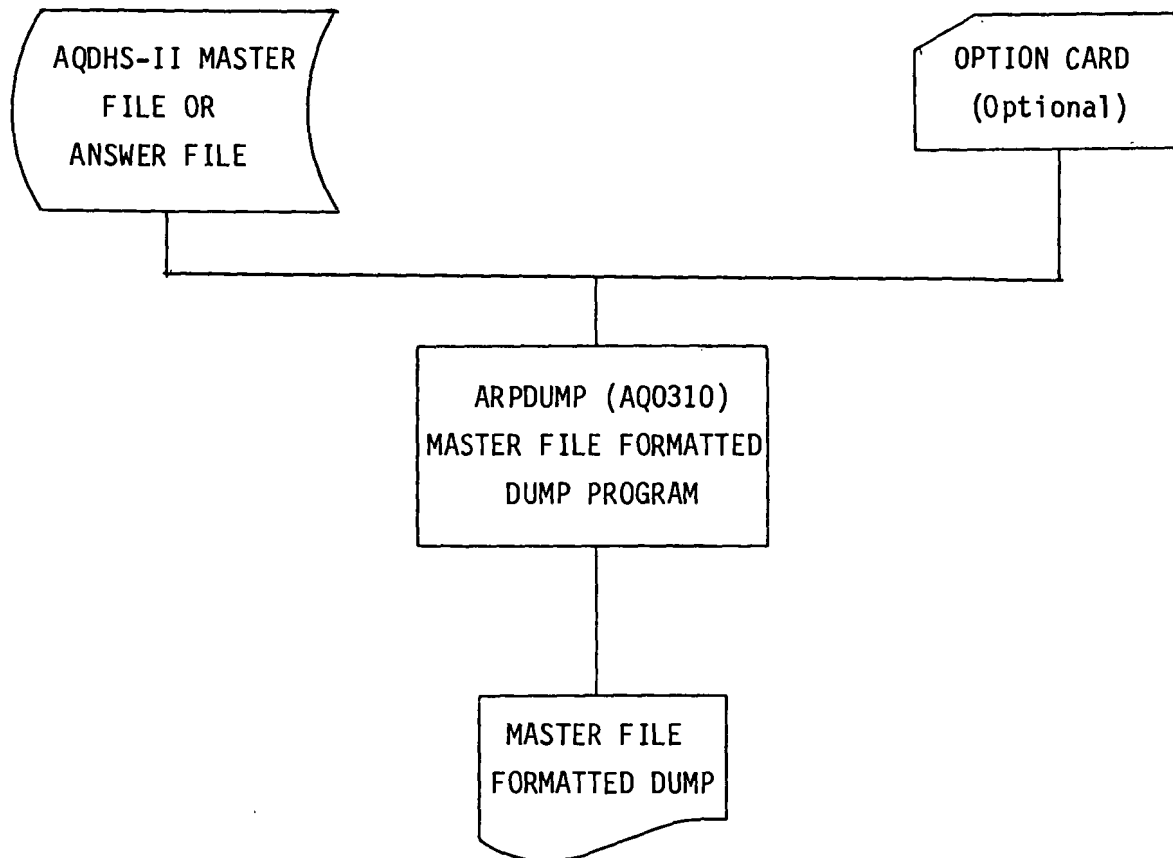 AQDHS-II MASTER
FILE OR
ANSWER FILE
OPTION CARD
(Optional)
ARPDUMP (AQ0310)
MASTER FILE FORMATTED
DUMP PROGRAM
MASTER FILE
FORMATTED DUMP